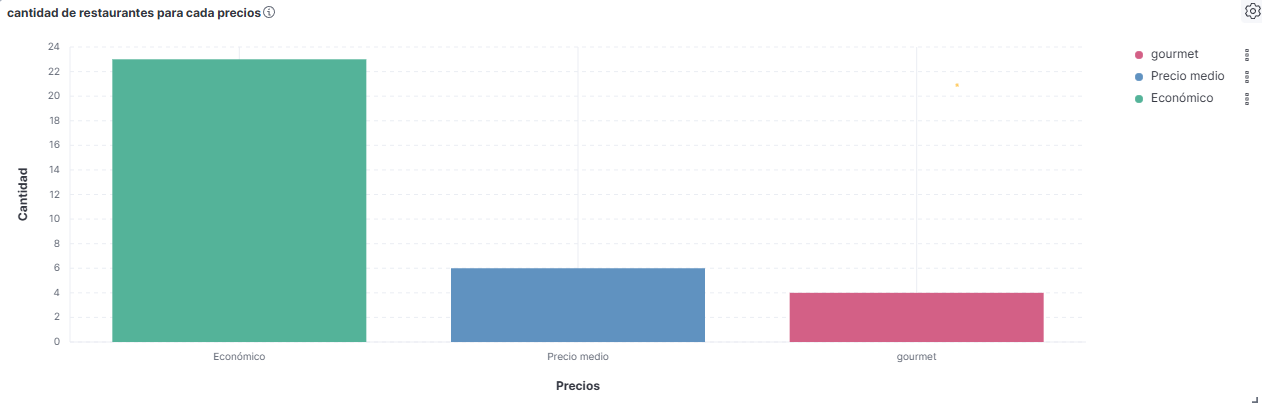 cantidad de restaurantes para cada precios
24
22
20
18
16
14
12
10
8
6
4
2
0
Cantidad
Económico
Precio medio
gourmet
Precios
gourmet
Precio medio
Económico